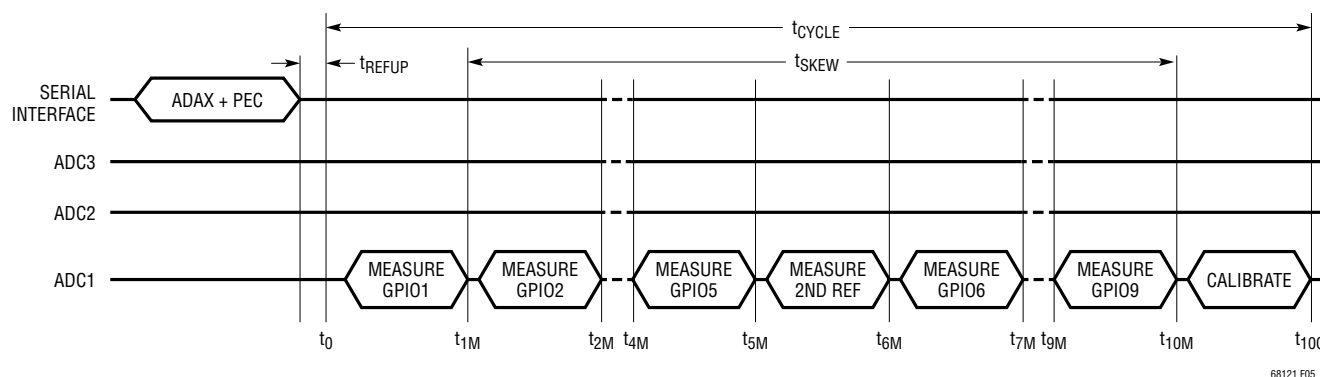 tCYCLE
tREFUP
tSKEW
SERIAL
INTERFACE
ADAX + PEC
ADC3
ADC2
ADC1
MEASURE
GPIO1
MEASURE
GPIO2
MEASURE
GPIO5
MEASURE
2ND REF
MEASURE
GPIO6
MEASURE
GPIO9
CALIBRATE
t0 t1M t2M t4M t5M t6M t7M t9M t10M t10C
68121 F05